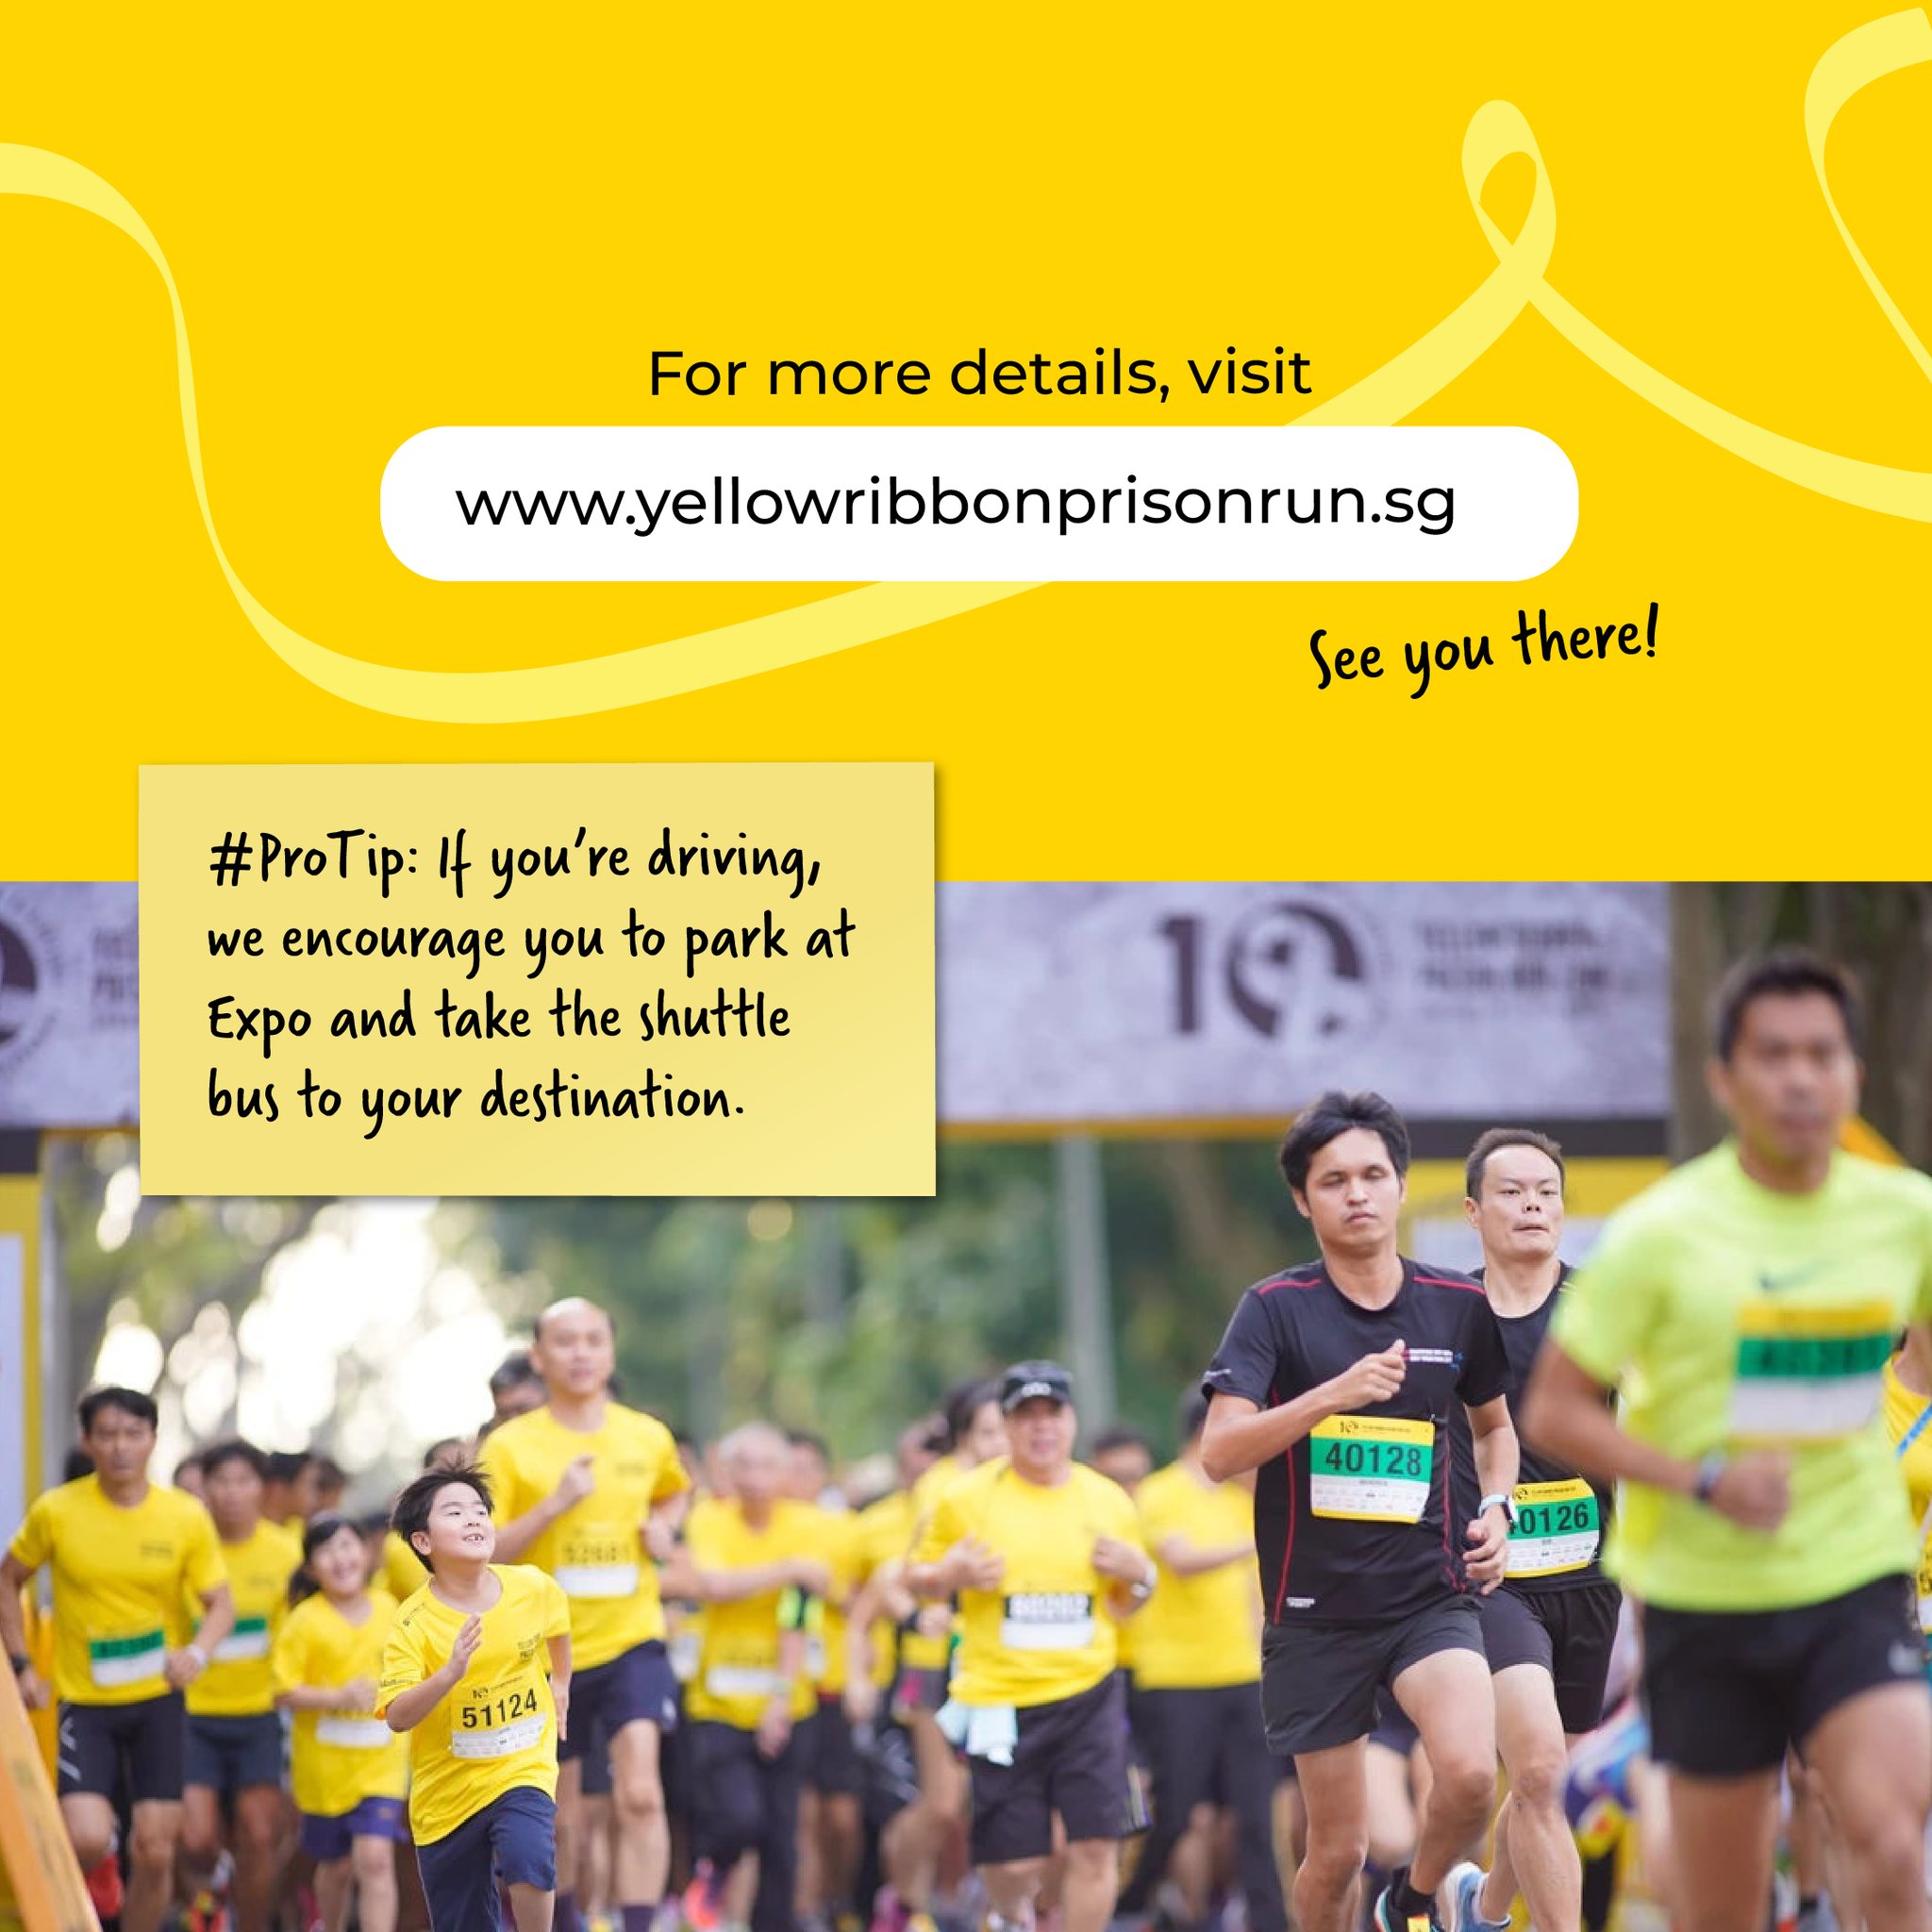 For more details, visit
www.yellowribbonprisonrun.sg
See you there!
#ProTip: If you're driving,
we encourage you to park at
Expo and take the shuttle
bus to your destination.
10
40128
40126
51124